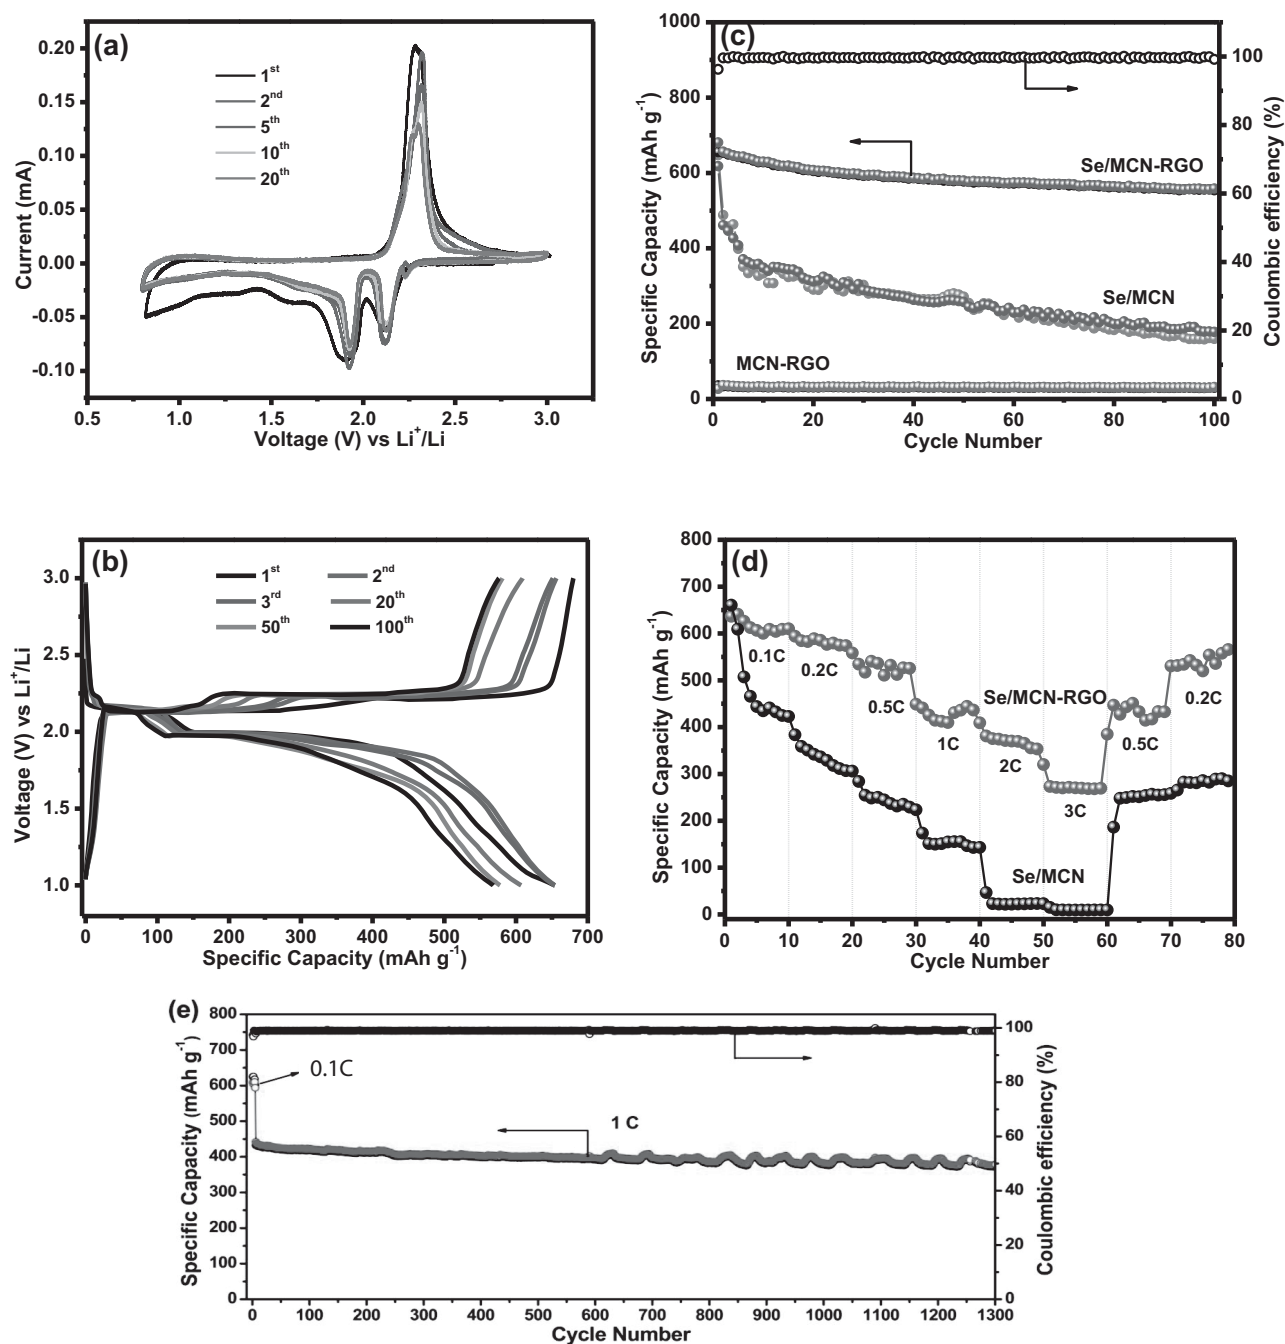 (a)
1st
2nd
5th
10th
20th
0.20
0.15
0.10
0.05
0.00
-0.05
-0.10
Current (mA)
0.5 1.0 1.5 2.0 2.5 3.0
Voltage (V) vs Li+/Li
(c)
1000
800
600
400
200
0
Specific Capacity (mAh g-1)
Se/MCN-RGO
Se/MCN
MCN-RGO
100
80
60
40
20
0
Coulombic efficiency (%)
0 20 40 60 80 100
Cycle Number
(b)
1st 2nd
3rd 20th
50th 100th
3.0
2.5
2.0
1.5
1.0
Voltage (V) vs Li+/Li
0 100 200 300 400 500 600 700
Specific Capacity (mAh g-1)
(d)
800
700
600
500
400
300
200
100
0
Specific Capacity (mAh g-1)
0.1C
0.2C
0.5C
Se/MCN-RGO
1C
2C
3C
0.5C
0.2C
Se/MCN
0 10 20 30 40 50 60 70 80
Cycle Number
(e)
800
750
600
500
450
400
350
300
200
100
0
Specific Capacity (mAh g-1)
0.1C
1 C
100
80
60
40
20
0
Coulombic efficiency (%)
0 100 200 300 400 500 600 700 800 900 1000 1100 1200 1300
Cycle Number